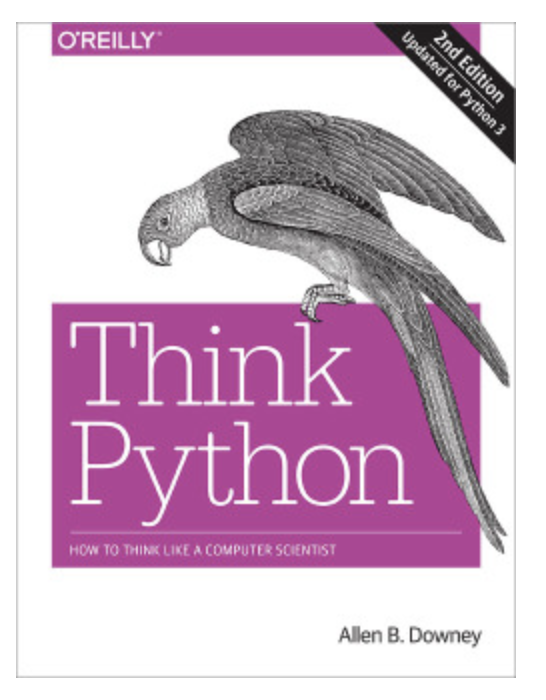 O'REILLY®
2nd Edition
Updated for Python 3
Think
Python
HOW TO THINK LIKE A COMPUTER SCIENTIST
Allen B. Downey